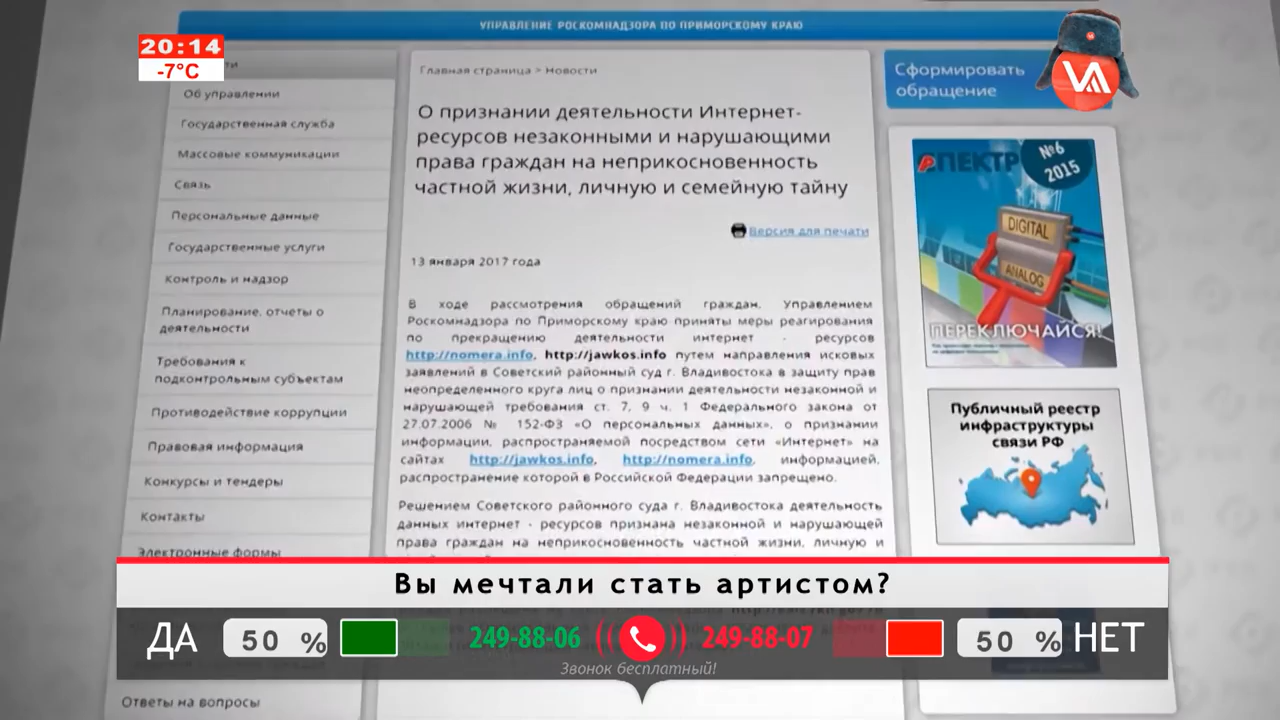 УПРАВЛЕНИЕ РОСКОМНАДЗОРА ПО ПРИМОРСКОМУ КРАЮ
20:14
-7°C
Об управлении
Государственная служба
Массовые коммуникации
Связь
Персональные данные
Государственные услуги
Контроль и надзор
Планирование, отчеты о
деятельности
Требования к
подконтрольным субъектам
Противодействие коррупции
Правовая информация
Конкурсы и тендеры
Контакты
Электронные формы
Ответы на вопросы
Главная страница > Новости
О признании деятельности Интернет-
ресурсов незаконными и нарушающими
права граждан на неприкосновенность
частной жизни, личную и семейную тайну
Версия для печати
13 января 2017 года
В ходе рассмотрения обращений граждан, Управлением
Роскомнадзора по Приморскому краю приняты меры реагирования
по прекращению деятельности интернет - ресурсов
http://nomera.info, http://jawkos.info путем направления исковых
заявлений в Советский районный суд г. Владивостока в защиту прав
неопределенного круга лиц о признании деятельности незаконной и
нарушающей требования ст. 7, 9 ч. 1 Федерального закона от
27.07.2006 № 152-ФЗ «О персональных данных», о признании
информации, распространяемой посредством сети «Интернет» на
сайтах http://jawkos.info, http://nomera.info, информацией,
распространение которой в Российской Федерации запрещено.
Решением Советского районного суда г. Владивостока деятельность
данных интернет - ресурсов признана незаконной и нарушающей
права граждан на неприкосновенность частной жизни, личную и
Сформировать
обращение
СПЕКТР
№6
2015
DIGITAL
ANALOG
ПЕРЕКЛЮЧАЙСЯ!
Публичный реестр
инфраструктуры
связи РФ
Вы мечтали стать артистом?
ДА 50 % 249-88-06 249-88-07 50 % НЕТ
Звонок бесплатный!